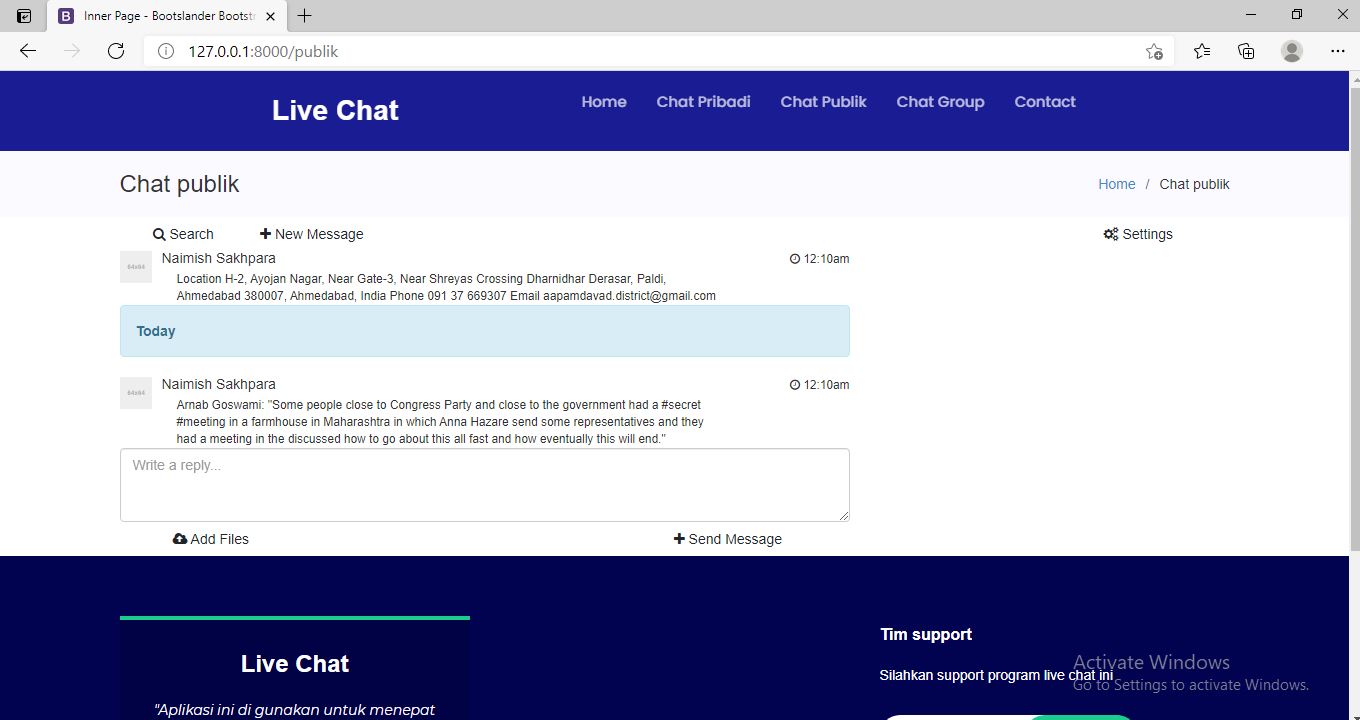 Inner Page - Bootslander Bootstr
127.0.0.1:8000/publik
Live Chat
Home Chat Pribadi Chat Publik Chat Group Contact
Chat publik
Home / Chat publik
Search New Message Settings
64x64
Naimish Sakhpara 12:10am
Location H-2, Ayojan Nagar, Near Gate-3, Near Shreyas Crossing Dharnidhar Derasar, Paldi,
Ahmedabad 380007, Ahmedabad, India Phone 091 37 669307 Email aapamdavad.district@gmail.com
Today
64x64
Naimish Sakhpara 12:10am
Arnab Goswami: "Some people close to Congress Party and close to the government had a #secret
#meeting in a farmhouse in Maharashtra in which Anna Hazare send some representatives and they
had a meeting in the discussed how to go about this all fast and how eventually this will end."
Write a reply...
Add Files Send Message
Live Chat
"Aplikasi ini di gunakan untuk menepat
Tim support
Silahkan support program live chat ini
Activate Windows
Go to Settings to activate Windows.